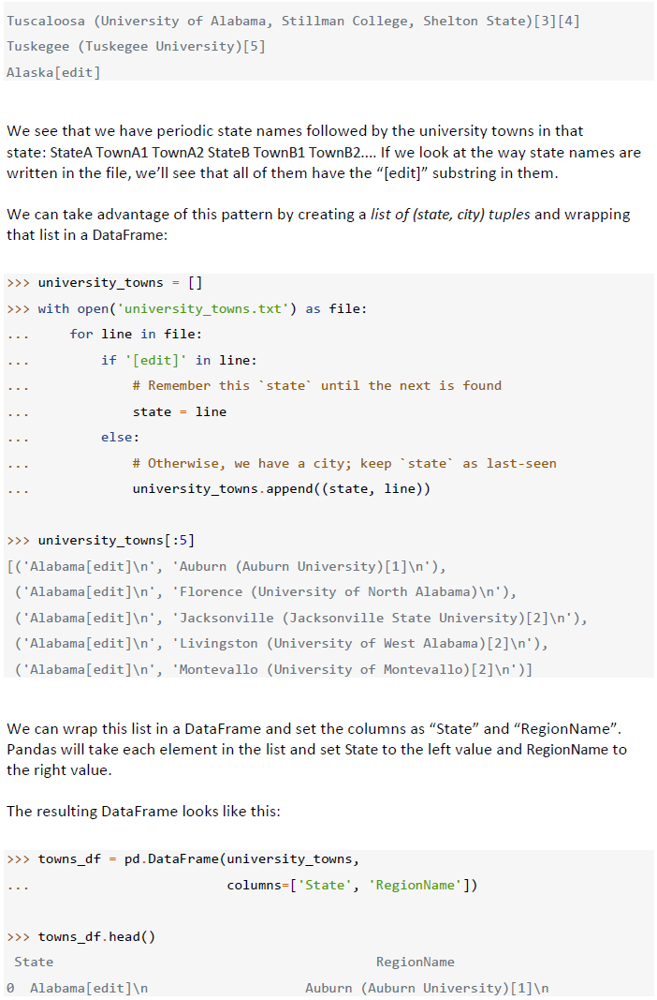 Tuscaloosa (University of Alabama, Stillman College, Shelton State)[3][4]
Tuskegee (Tuskegee University)[5]
Alaska[edit]
We see that we have periodic state names followed by the university towns in that
state: StateA TownA1 TownA2 StateB TownB1 TownB2.... If we look at the way state names are
written in the file, we’ll see that all of them have the “[edit]” substring in them.
We can take advantage of this pattern by creating a list of (state, city) tuples and wrapping
that list in a DataFrame:
>>> university_towns = []
>>> with open('university_towns.txt') as file:
...     for line in file:
...         if '[edit]' in line:
...             # Remember this `state` until the next is found
...             state = line
...         else:
...             # Otherwise, we have a city; keep `state` as last-seen
...             university_towns.append((state, line))
>>> university_towns[:5]
[('Alabama[edit]\n', 'Auburn (Auburn University)[1]\n'),
 ('Alabama[edit]\n', 'Florence (University of North Alabama)\n'),
 ('Alabama[edit]\n', 'Jacksonville (Jacksonville State University)[2]\n'),
 ('Alabama[edit]\n', 'Livingston (University of West Alabama)[2]\n'),
 ('Alabama[edit]\n', 'Montevallo (University of Montevallo)[2]\n')]
We can wrap this list in a DataFrame and set the columns as “State” and “RegionName”.
Pandas will take each element in the list and set State to the left value and RegionName to
the right value.
The resulting DataFrame looks like this:
>>> towns_df = pd.DataFrame(university_towns,
...                         columns=['State', 'RegionName'])
>>> towns_df.head()
 State                                         RegionName
0  Alabama[edit]\n                    Auburn (Auburn University)[1]\n